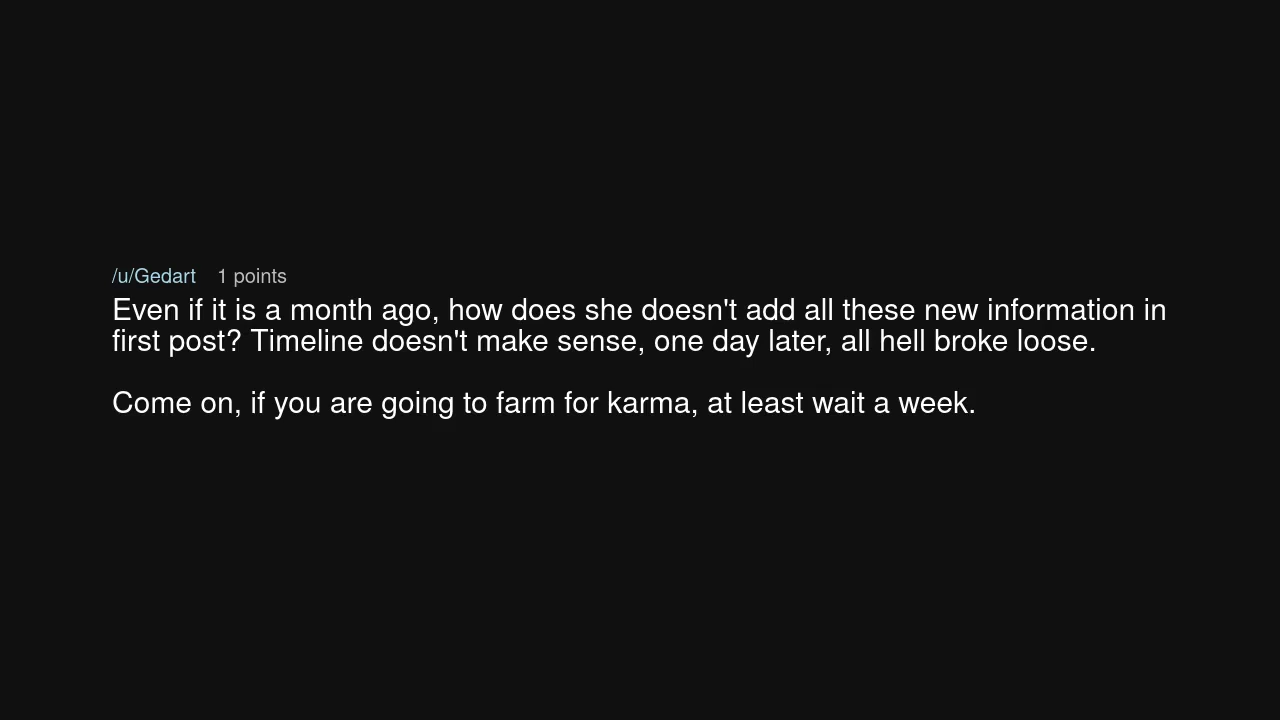 /u/Gedart 1 points
Even if it is a month ago, how does she doesn't add all these new information in
first post? Timeline doesn't make sense, one day later, all hell broke loose.
Come on, if you are going to farm for karma, at least wait a week.